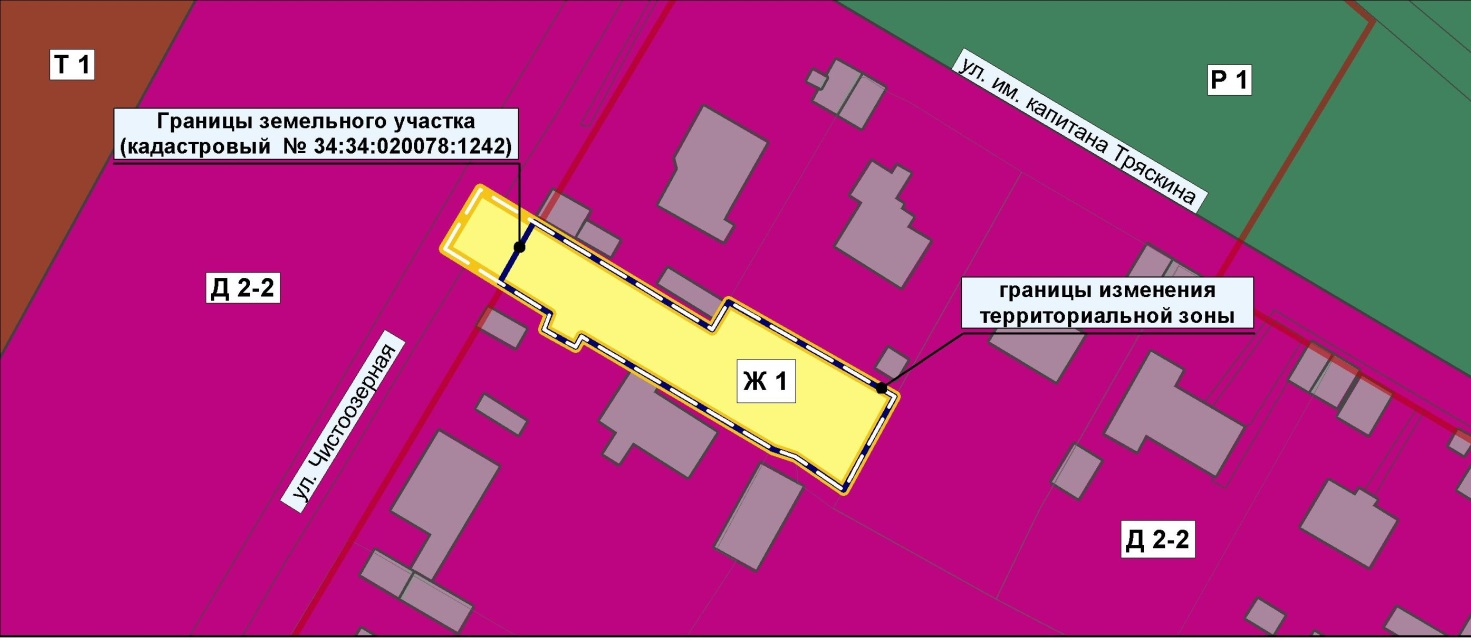 Т 1
Р 1
ул. им. капитана Тряскина
Границы земельного участка
(кадастровый № 34:34:020078:1242)
Д 2-2
границы изменения
территориальной зоны
Ж 1
ул. Чистоозерная
Д 2-2